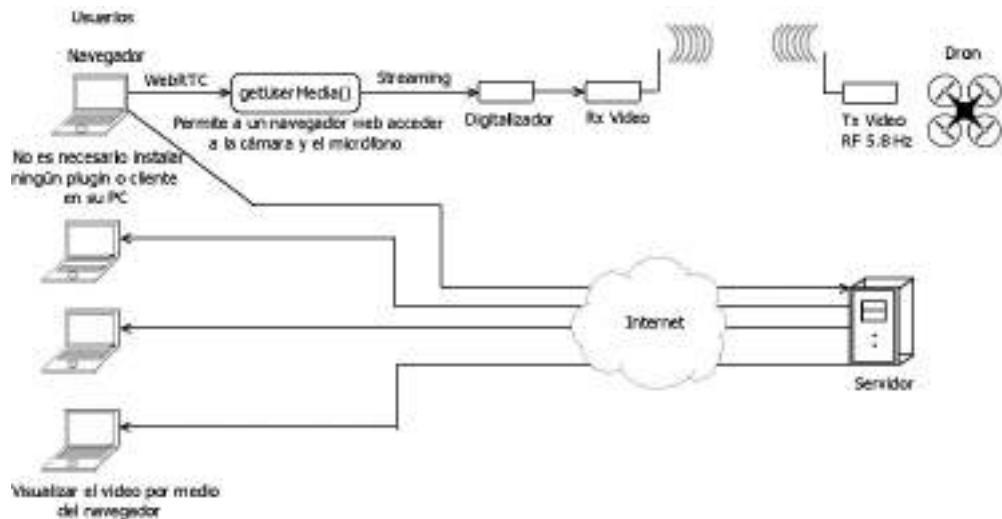 Usuarios
Navegador
WebRTC
getUserMedia()
Streaming
Permite a un navegador web acceder
a la cámara y el micrófono
Digitalizador
Rx Video
Tx Video
RF 5.8Hz
Dron
No es necesario instalar
ningún plugin o cliente
en su PC
Internet
Servidor
Visualizar el video por medio
del navegador